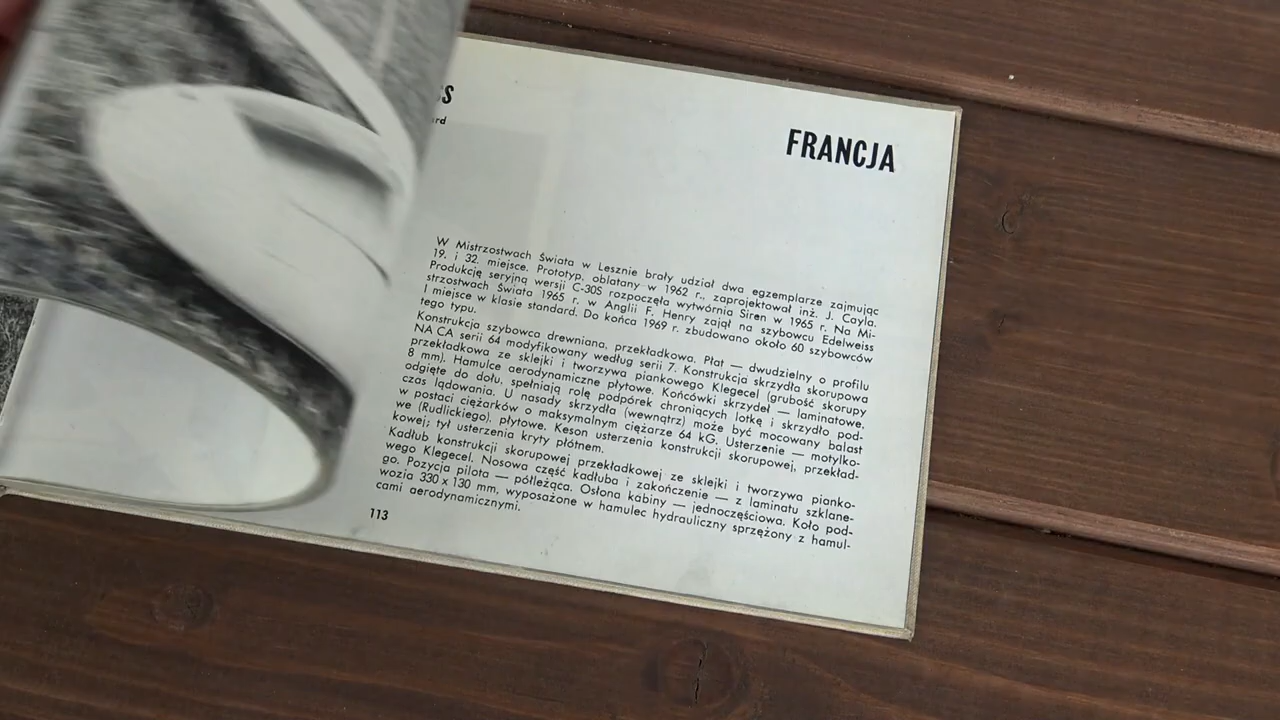 SS
rd
FRANCJA
W Mistrzostwach Świata w Lesznie brały udział dwa egzemplarze zajmując
19. i 32. miejsce. Prototyp, oblatany w 1962 r., zaprojektował inż. J. Cayla.
Produkcję seryjną wersji C-30S rozpoczęła wytwórnia Siren w 1965 r. Na Mi-
strzostwach Świata 1965 r. w Anglii F. Henry zajął na szybowcu Edelweiss
I miejsce w klasie standard. Do końca 1969 r. zbudowano około 60 szybowców
tego typu.
Konstrukcja szybowca drewniana, przekładkowa. Płat — dwudzielny o profilu
NA CA serii 64 modyfikowany według serii 7. Konstrukcja skrzydła skorupowa
przekładkowa ze sklejki i tworzywa piankowego Klegecel (grubość skorupy
8 mm). Hamulce aerodynamiczne płytowe. Końcówki skrzydeł — laminatowe,
odgięte do dołu, spełniają rolę podpórek chroniących lotkę i skrzydło pod-
czas lądowania. U nasady skrzydła (wewnątrz) może być mocowany balast
w postaci ciężarków o maksymalnym ciężarze 64 kG. Usterzenie — motylko-
we (Rudlickiego), płytowe. Keson usterzenia konstrukcji skorupowej, przekład-
kowej; tył usterzenia kryty płótnem.
Kadłub konstrukcji skorupowej przekładkowej ze sklejki i tworzywa pianko-
wego Klegecel. Nosowa część kadłuba i zakończenie — z laminatu szklane-
go. Pozycja pilota — półleżąca. Osłona kabiny — jednoczęściowa. Koło pod-
wozia 330 x 130 mm, wyposażone w hamulec hydrauliczny sprzężony z hamul-
cami aerodynamicznymi.
113